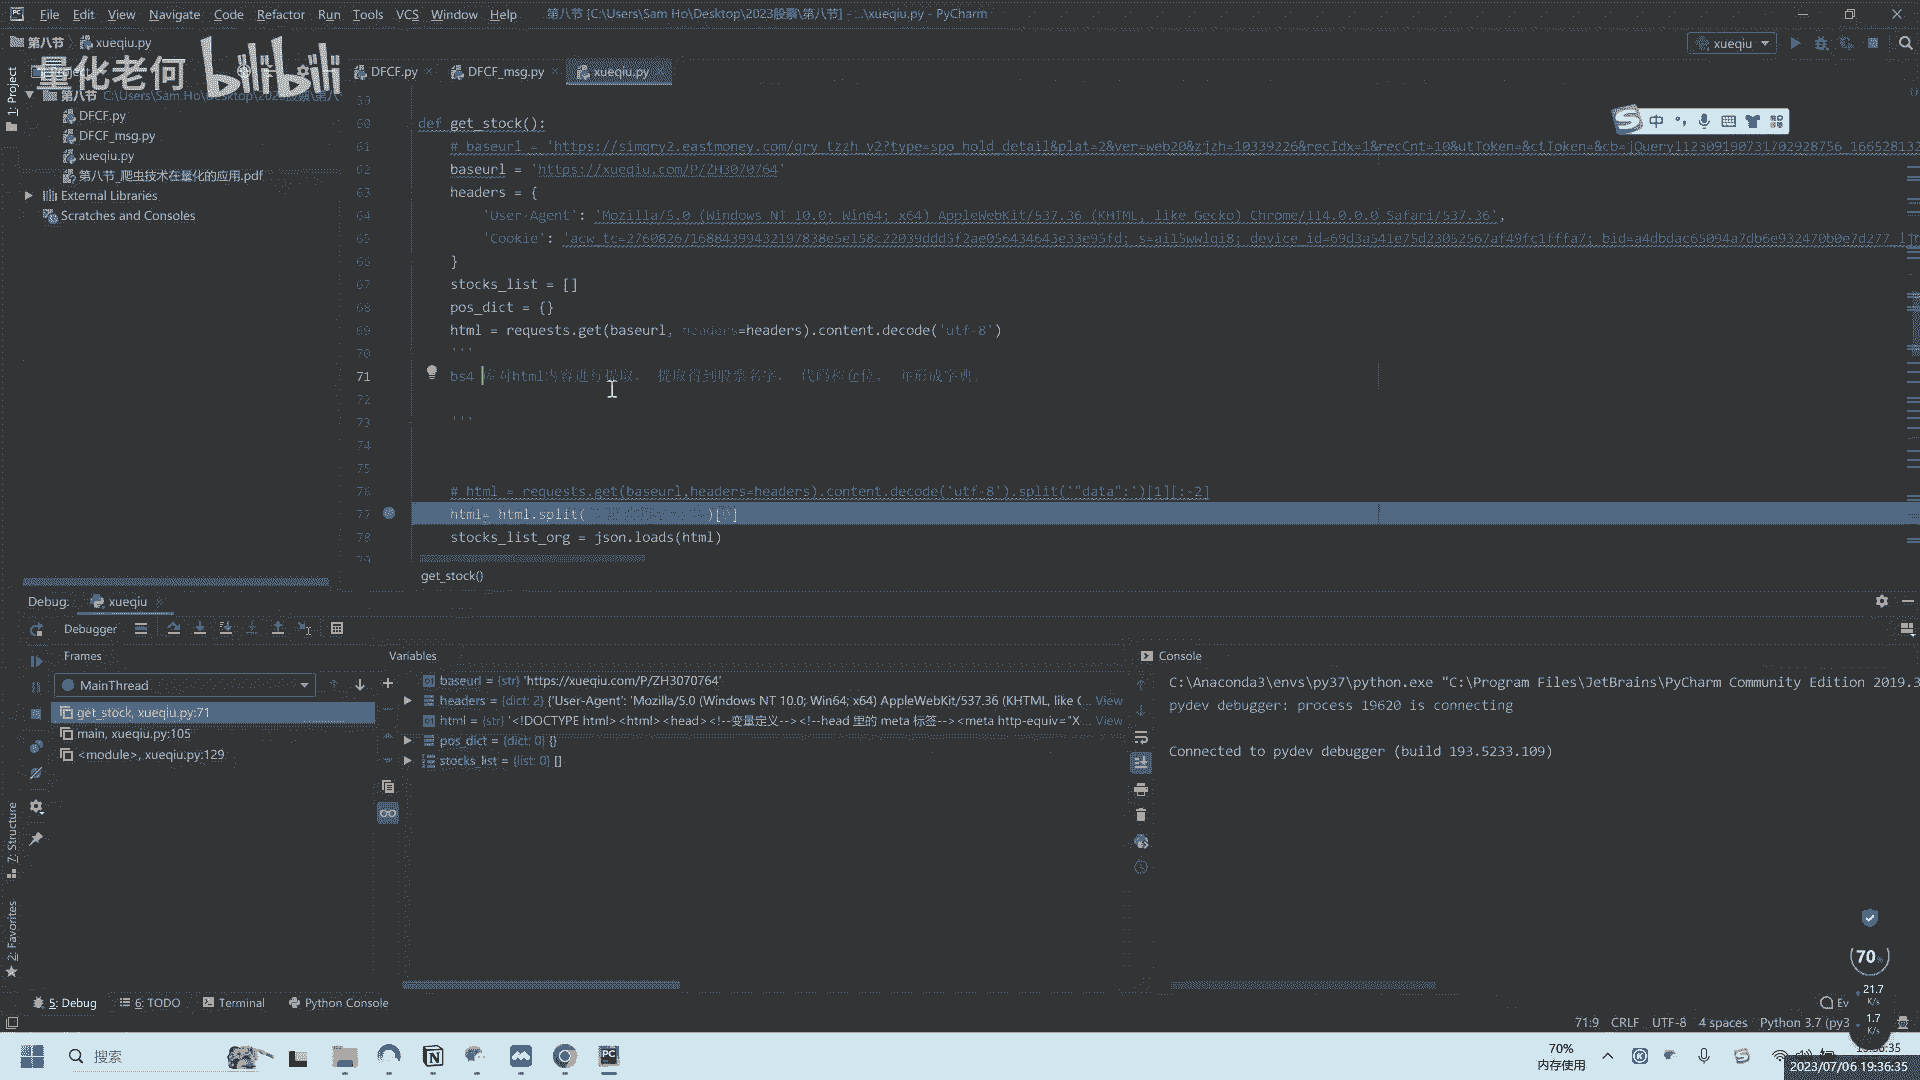 File Edit View Navigate Code Refactor Run Tools VCS Window Help 第八节 [C:\Users\Sam Ho\Desktop\2023股票\第八节] - ...\xueqiu.py - PyCharm
第八节 xueqiu.py
xueqiu
量化老何 bilibili
1: Project
DFCF.py DFCF_msg.py xueqiu.py
第八节 C:\Users\Sam Ho\Desktop\2023股票\第八
DFCF.py
DFCF_msg.py
xueqiu.py
第八节_爬虫技术在量化的应用.pdf
External Libraries
Scratches and Consoles
中
59
60 def get_stock():
61 # baseurl = 'https://simqry2.eastmoney.com/qry_tzzh_v2?type=spo_hold_detail&plat=2&ver=web20&zjzh=10339226&recIdx=1&recCnt=10&utToken=&ctToken=&cb=jQuery
62 baseurl = 'https://xueqiu.com/P/ZH3070764'
63 headers = {
64 'User-Agent': 'Mozilla/5.0 (Windows NT 10.0; Win64; x64) AppleWebKit/537.36 (KHTML, like Gecko) Chrome/114.0.0.0 Safari/537.36',
65 'Cookie':
66 }
67 stocks_list = []
68 pos_dict = {}
69 html = requests.get(baseurl, headers=headers).content.decode('utf-8')
70 '''
71 bs4 库对html内容进行提取， 提取得到股票名字， 代码和仓位， 并形成字典。
72
73 '''
74
75
76 # html = requests.get(baseurl,headers=headers).content.decode('utf-8').split('"data":')[1][:-2]
77 html= html.split( )[ ]
78 stocks_list_org = json.loads(html)
79
get_stock()
Debug: xueqiu
Debugger
Frames Variables Console
MainThread
get_stock, xueqiu.py:71
main, xueqiu.py:105
<module>, xueqiu.py:129
baseurl = {str} 'https://xueqiu.com/P/ZH3070764'
headers = {dict: 2} {'User-Agent': 'Mozilla/5.0 (Windows NT 10.0; Win64; x64) AppleWebKit/537.36 (KHTML, like G... View
html = {str} '<!DOCTYPE html><html><head><!--变量定义--><!--head 里的 meta 标签--><meta http-equiv="X... View
pos_dict = {dict: 0} {}
stocks_list = {list: 0} []
C:\Anaconda3\envs\py37\python.exe "C:\Program Files\JetBrains\PyCharm Community Edition 2019.3
pydev debugger: process 19620 is connecting
Connected to pydev debugger (build 193.5233.109)
7: Structure
2: Favorites
5: Debug 6: TODO Terminal Python Console
Ev
70%
21.7
K/s
1.7
K/s
71:9 CRLF UTF-8 4 spaces Python 3.7 (py3
搜索
70%
内存使用
2023/07/06 19:36:35